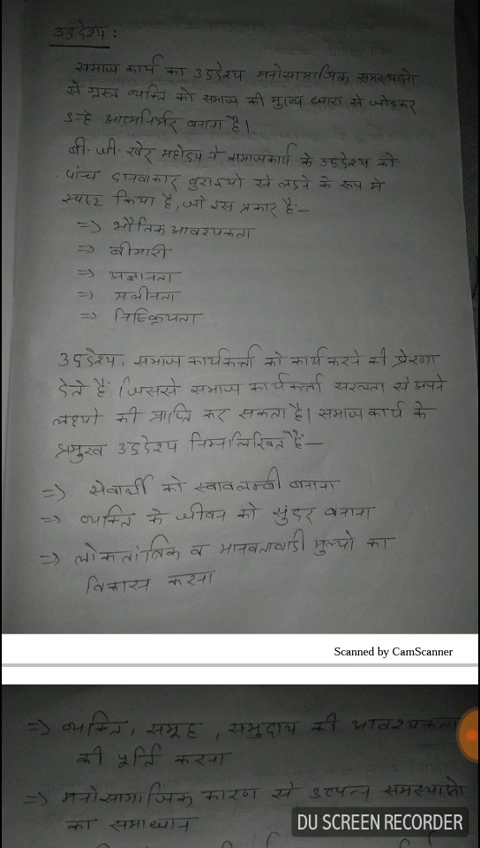 उद्देश्य :
समाज कार्य का उद्देश्य मनोसामाजिक समस्याओ
से ग्रस्त व्यक्ति को समाज की मुख्य धारा से जोड़कर
उन्हे आत्मनिर्भर बनाना है।
बी. जी. खेर महोदय ने समाजकार्य के उद्देश्य को
पांच दानवाकार बुराइयो से लडने के रूप मे
स्पष्ट किया है, जो इस प्रकार है:-
=> भौतिक आवश्यकता
=> बीमारी
=> अज्ञानता
=> मलीनता
=> निष्क्रियता
उद्देश्य, समाज कार्यकर्त्ता को कार्य करने की प्रेरणा
देते है जिससे समाज कार्यकर्त्ता सरलता से अपने
लक्ष्यो की प्राप्ति कर सकता है। समाज कार्य के
प्रमुख उद्देश्य निम्नलिखित है:-
=> सेवार्थी को स्वावलम्बी बनाना
=> व्यक्ति के जीवन को सुंदर बनाना
=> लोकतांत्रिक व मानवतावादी मुल्यो का
विकास करना
Scanned by CamScanner
=> व्यक्ति, समूह, समुदाय की आवश्यकता
की पूर्ति करना
=> मनोसामाजिक कारण से उत्पन्न समस्याओ
का समाधान
DU SCREEN RECORDER